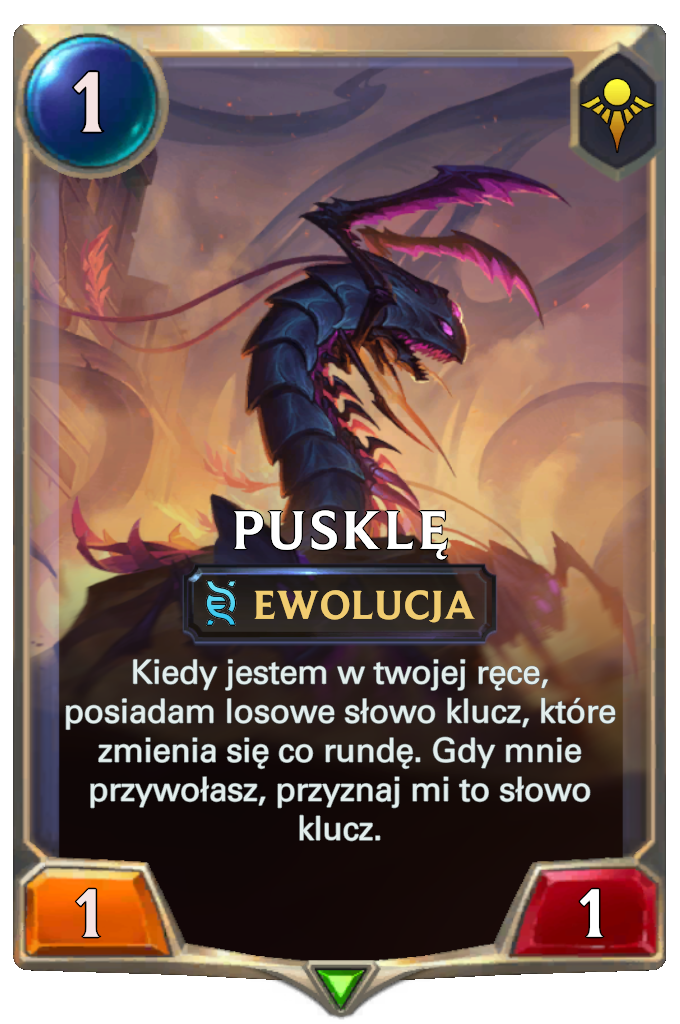 1
PUSKLĘ
EWOLUCJA
Kiedy jestem w twojej ręce,
posiadam losowe słowo klucz, które
zmienia się co rundę. Gdy mnie
przywołasz, przyznaj mi to słowo
klucz.
1
1